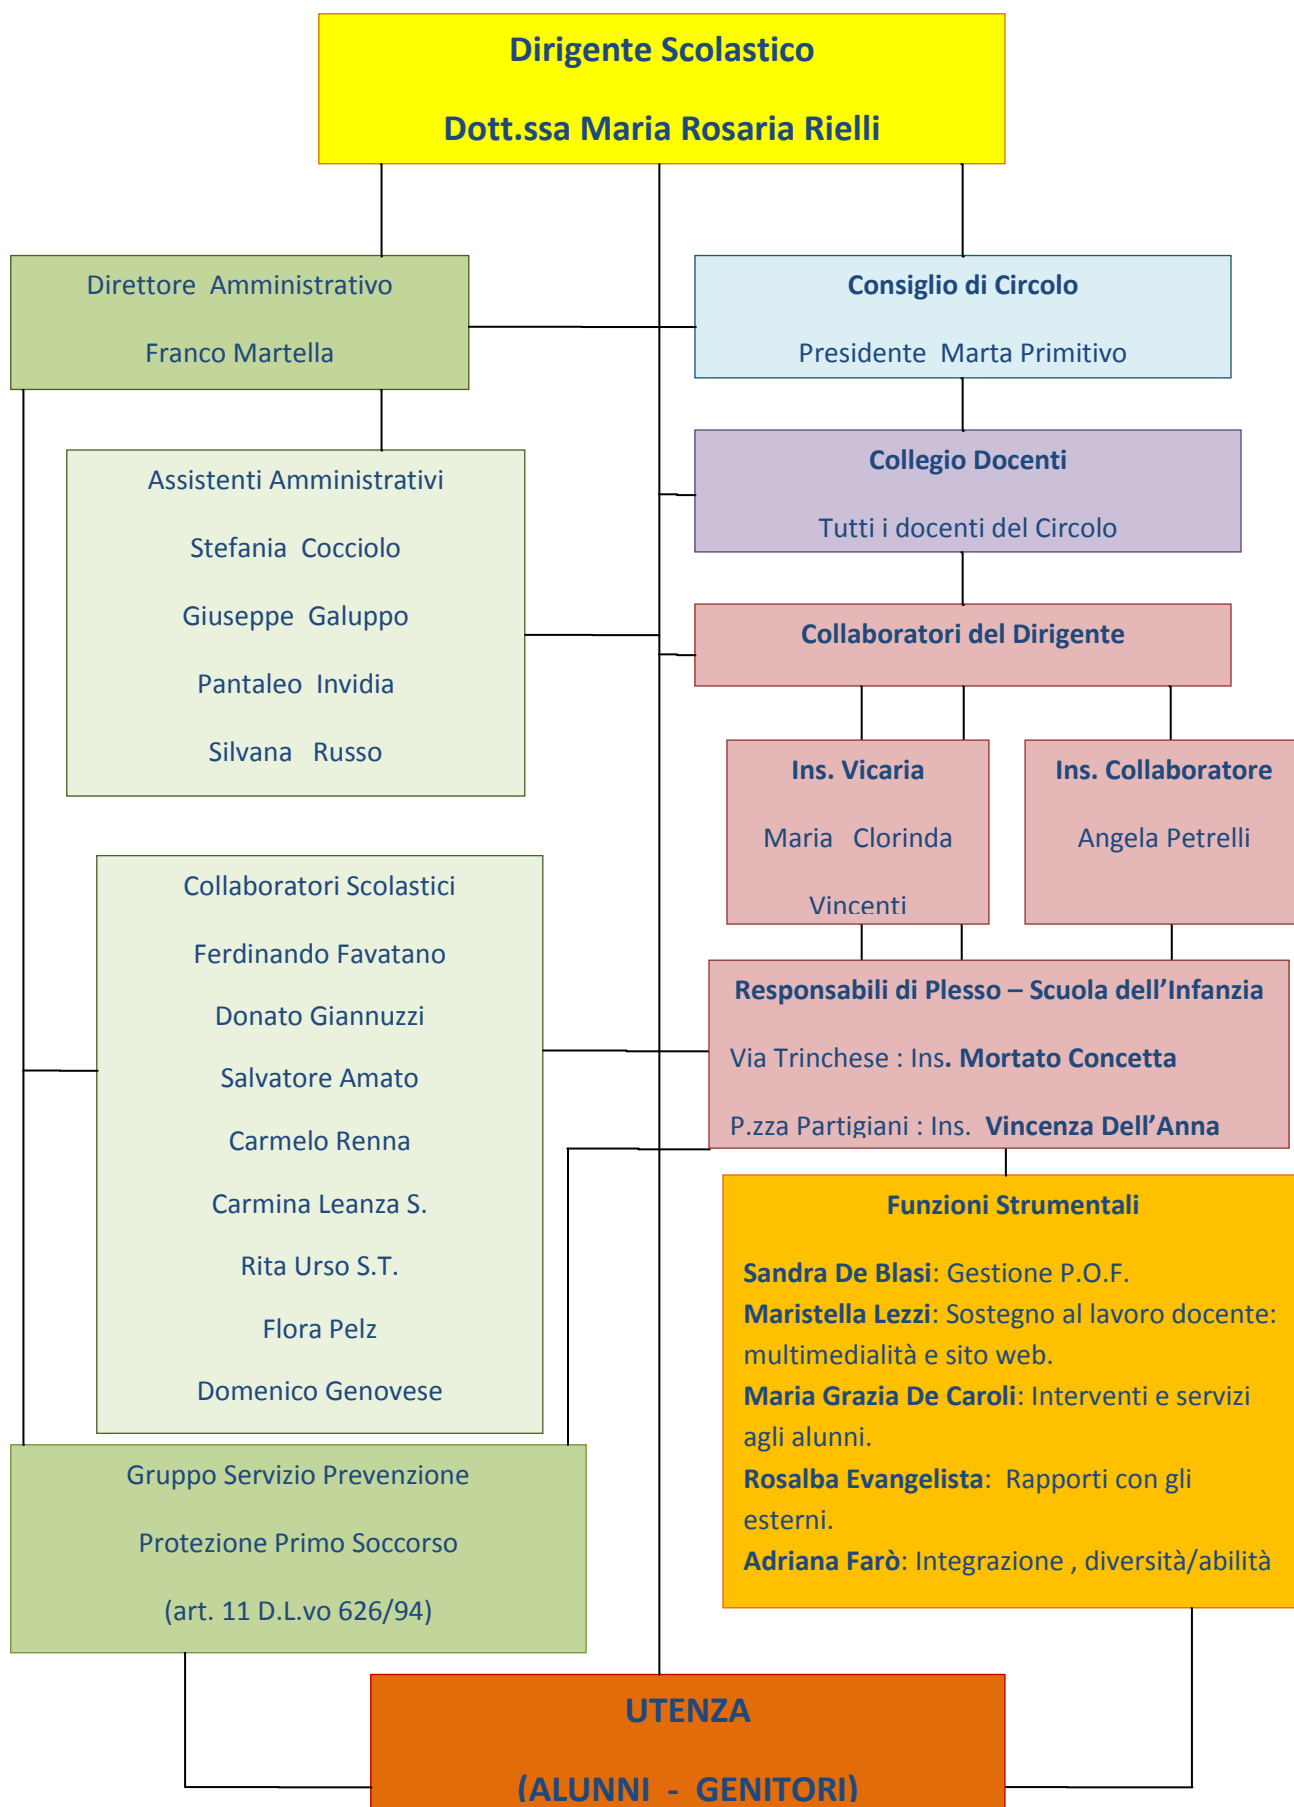 Dirigente Scolastico
Dott.ssa Maria Rosaria Rielli
Direttore Amministrativo
Franco Martella
Consiglio di Circolo
Presidente Marta Primitivo
Assistenti Amministrativi
Stefania Cocciolo
Giuseppe Galuppo
Pantaleo Invidia
Silvana Russo
Collegio Docenti
Tutti i docenti del Circolo
Collaboratori del Dirigente
Ins. Vicaria
Maria Clorinda
Vincenti
Ins. Collaboratore
Angela Petrelli
Collaboratori Scolastici
Ferdinando Favatano
Donato Giannuzzi
Salvatore Amato
Carmelo Renna
Carmina Leanza S.
Rita Urso S.T.
Flora Pelz
Domenico Genovese
Responsabili di Plesso – Scuola dell’Infanzia
Via Trinchese : Ins. Mortato Concetta
P.zza Partigiani : Ins. Vincenza Dell’Anna
Funzioni Strumentali
Sandra De Blasi: Gestione P.O.F.
Maristella Lezzi: Sostegno al lavoro docente:
multimedialità e sito web.
Maria Grazia De Caroli: Interventi e servizi
agli alunni.
Rosalba Evangelista: Rapporti con gli
esterni.
Adriana Farò: Integrazione , diversità/abilità
Gruppo Servizio Prevenzione
Protezione Primo Soccorso
(art. 11 D.L.vo 626/94)
UTENZA
(ALUNNI - GENITORI)